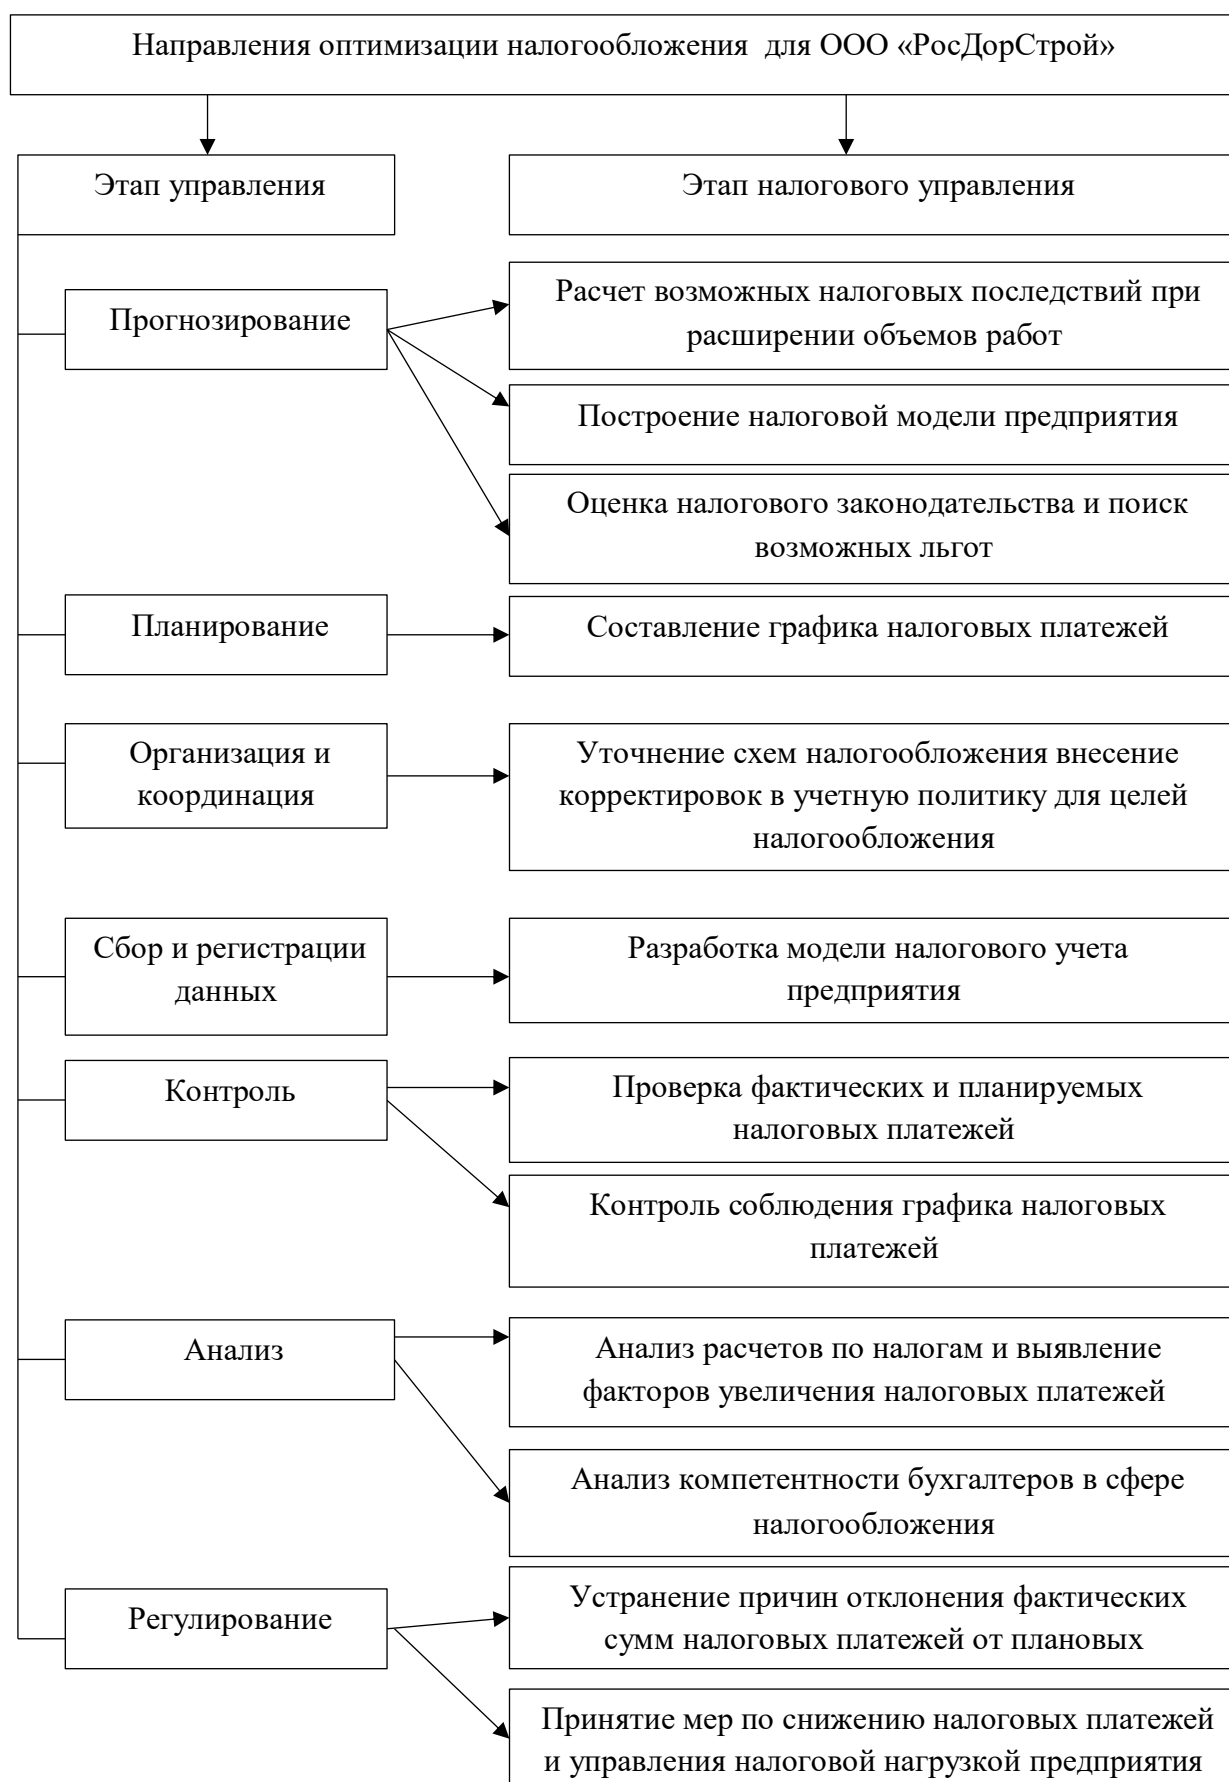 Направления оптимизации налогообложения для ООО «РосДорСтрой»
Этап управления
Этап налогового управления
Прогнозирование
Расчет возможных налоговых последствий при
расширении объемов работ
Построение налоговой модели предприятия
Оценка налогового законодательства и поиск
возможных льгот
Планирование
Составление графика налоговых платежей
Организация и
координация
Уточнение схем налогообложения внесение
корректировок в учетную политику для целей
налогообложения
Сбор и регистрации
данных
Разработка модели налогового учета
предприятия
Контроль
Проверка фактических и планируемых
налоговых платежей
Контроль соблюдения графика налоговых
платежей
Анализ
Анализ расчетов по налогам и выявление
факторов увеличения налоговых платежей
Анализ компетентности бухгалтеров в сфере
налогообложения
Регулирование
Устранение причин отклонения фактических
сумм налоговых платежей от плановых
Принятие мер по снижению налоговых платежей
и управления налоговой нагрузкой предприятия